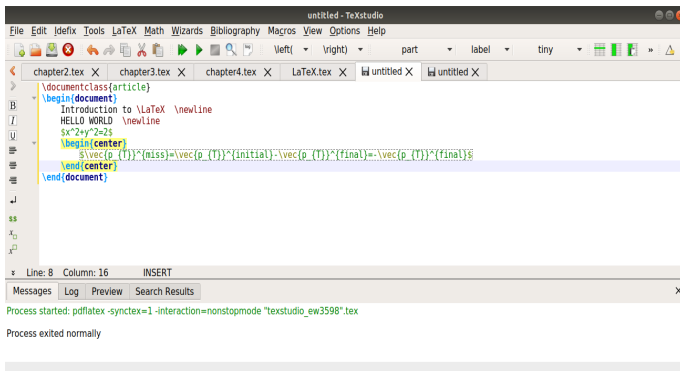 untitled - TeXstudio
File Edit Idefix Tools LaTeX Math Wizards Bibliography Macros View Options Help
\left( \right) part label tiny
chapter2.tex X chapter3.tex X chapter4.tex X LaTeX.tex X untitled X untitled X
\documentclass{article}
\begin{document}
Introduction to \LaTeX \newline
HELLO WORLD \newline
$x^2+y^2=2$
\begin{center}
$\vec{p_{T}}^{miss}=\vec{p_{T}}^{initial}-\vec{p_{T}}^{final}=-\vec{p_{T}}^{final}$
\end{center}
\end{document}
Line: 8 Column: 16 INSERT
Messages Log Preview Search Results X
Process started: pdflatex -synctex=1 -interaction=nonstopmode "texstudio_ew3598".tex
Process exited normally